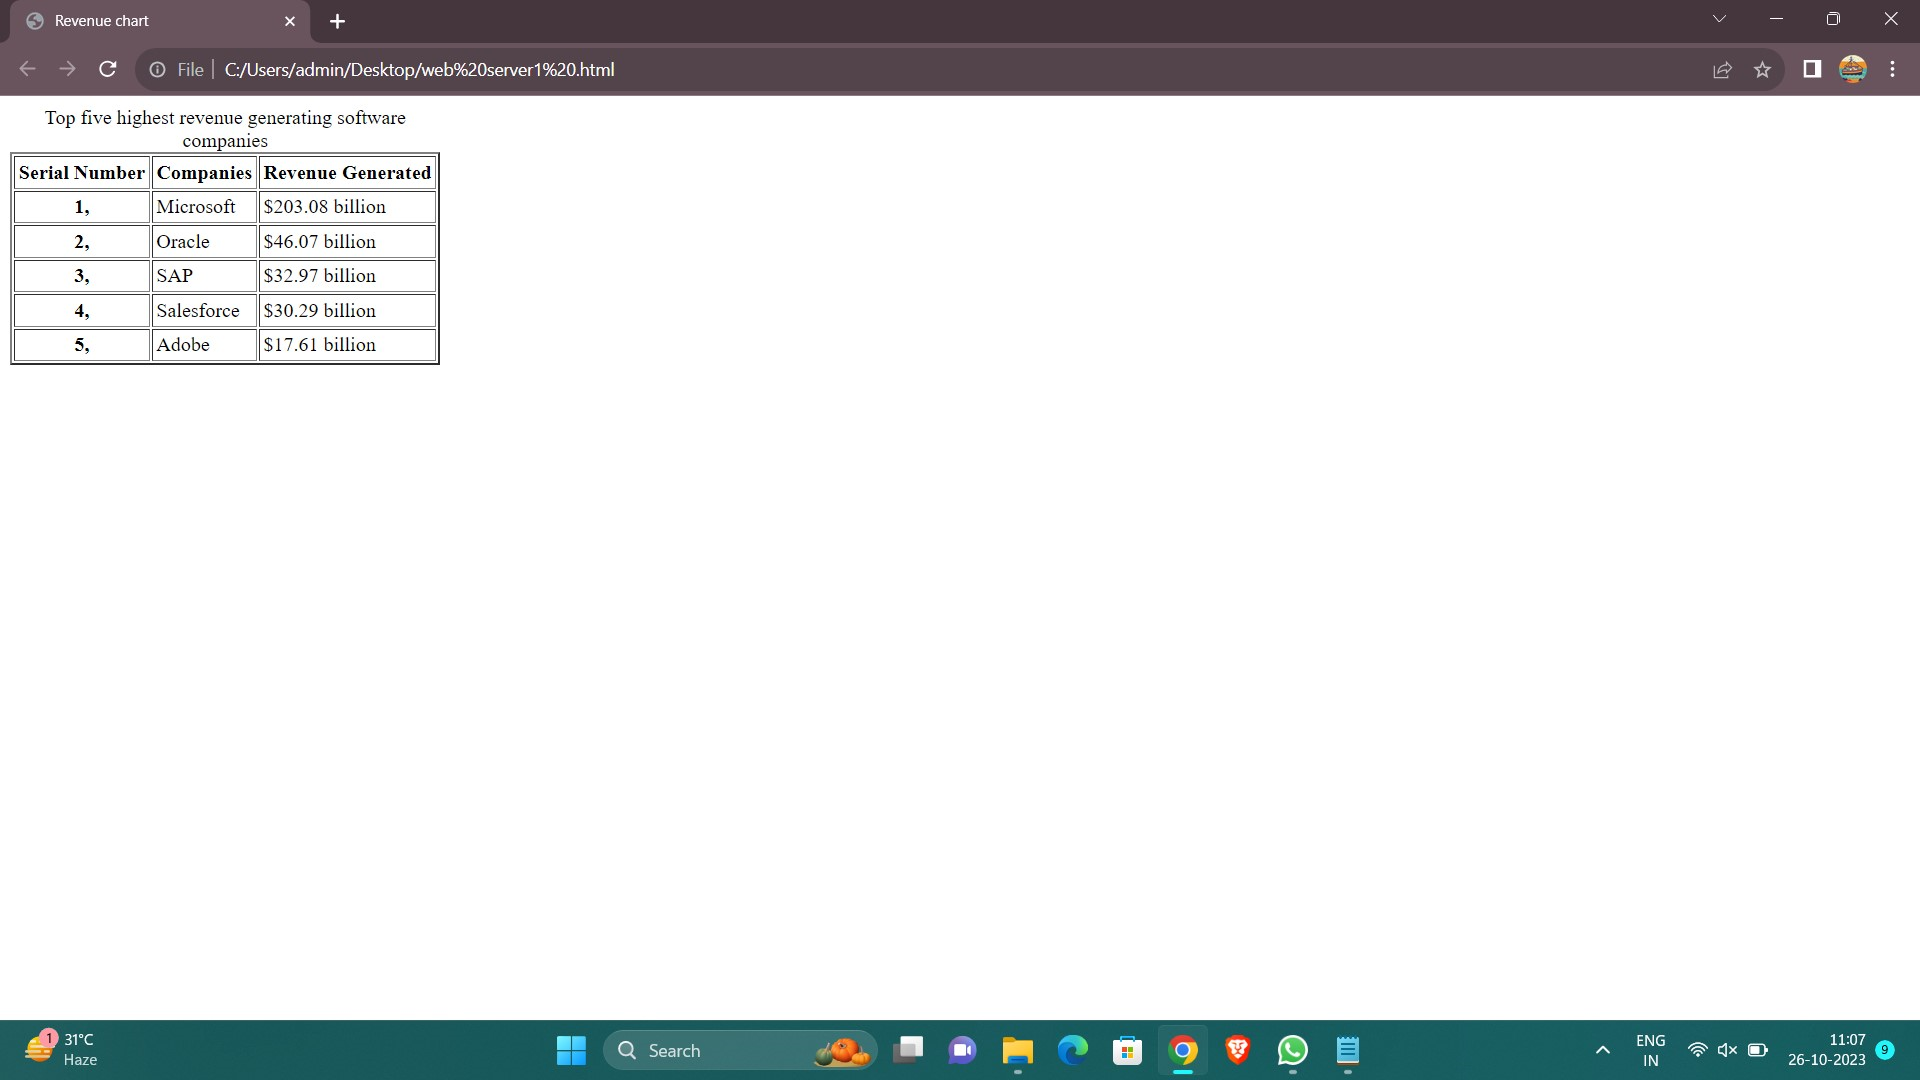 Revenue chart
File C:/Users/admin/Desktop/web%20server1%20.html
Top five highest revenue generating software
companies
Serial Number Companies Revenue Generated
1, Microsoft $203.08 billion
2, Oracle $46.07 billion
3, SAP $32.97 billion
4, Salesforce $30.29 billion
5, Adobe $17.61 billion
1 31°C
Haze
Search
ENG
IN
11:07
26-10-2023
9